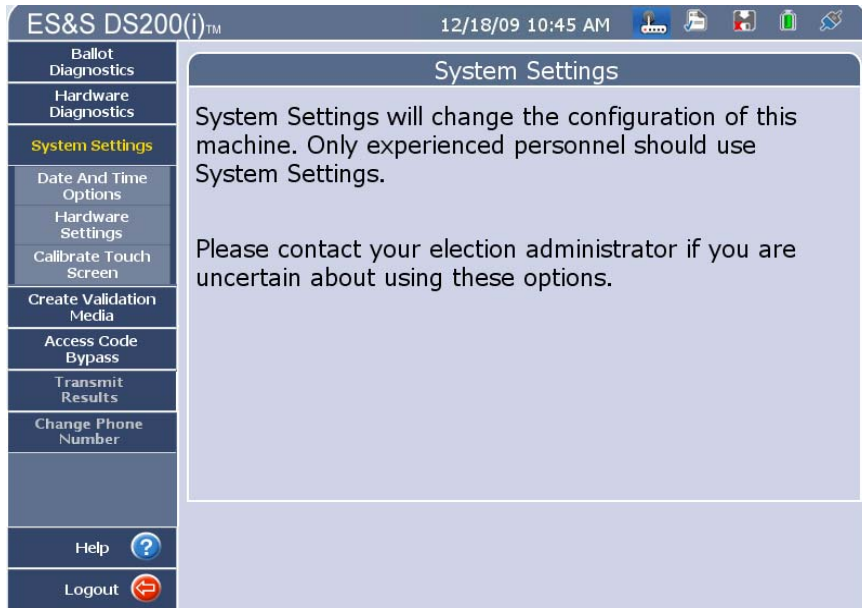 ES&S DS200(i)TM
12/18/09 10:45 AM
Ballot
Diagnostics
Hardware
Diagnostics
System Settings
Date And Time
Options
Hardware
Settings
Calibrate Touch
Screen
Create Validation
Media
Access Code
Bypass
Transmit
Results
Change Phone
Number
Help
Logout
System Settings
System Settings will change the configuration of this
machine. Only experienced personnel should use
System Settings.
Please contact your election administrator if you are
uncertain about using these options.